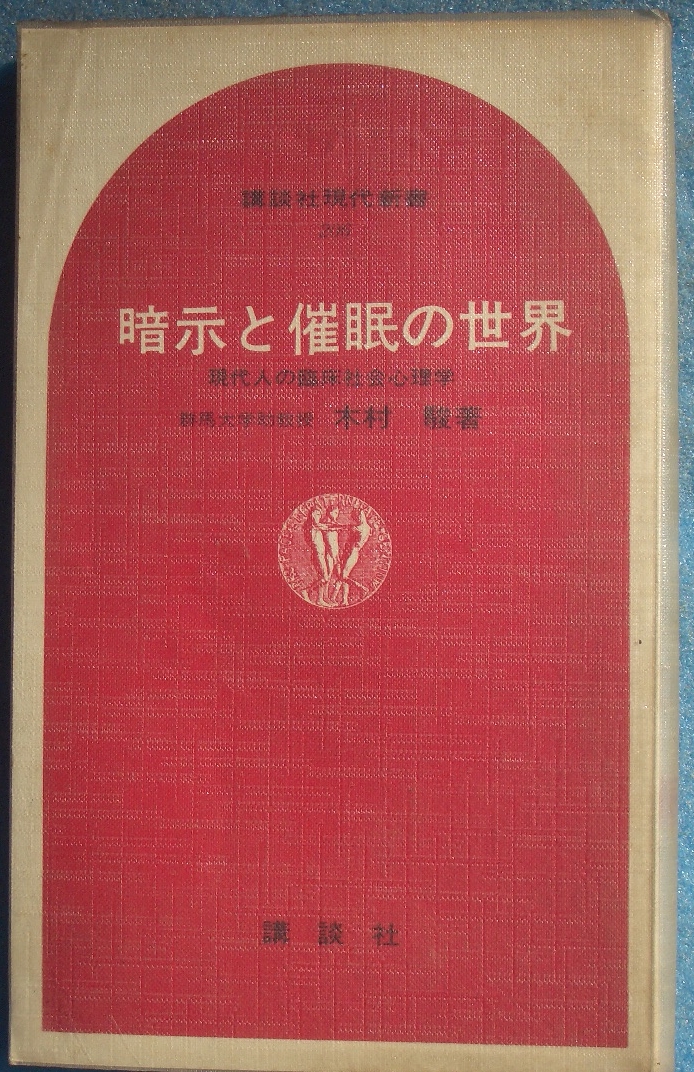 講談社現代新書
暗示と催眠の世界
現代人の臨床社会心理学
群馬大学助教授 木村 駿著
講談社